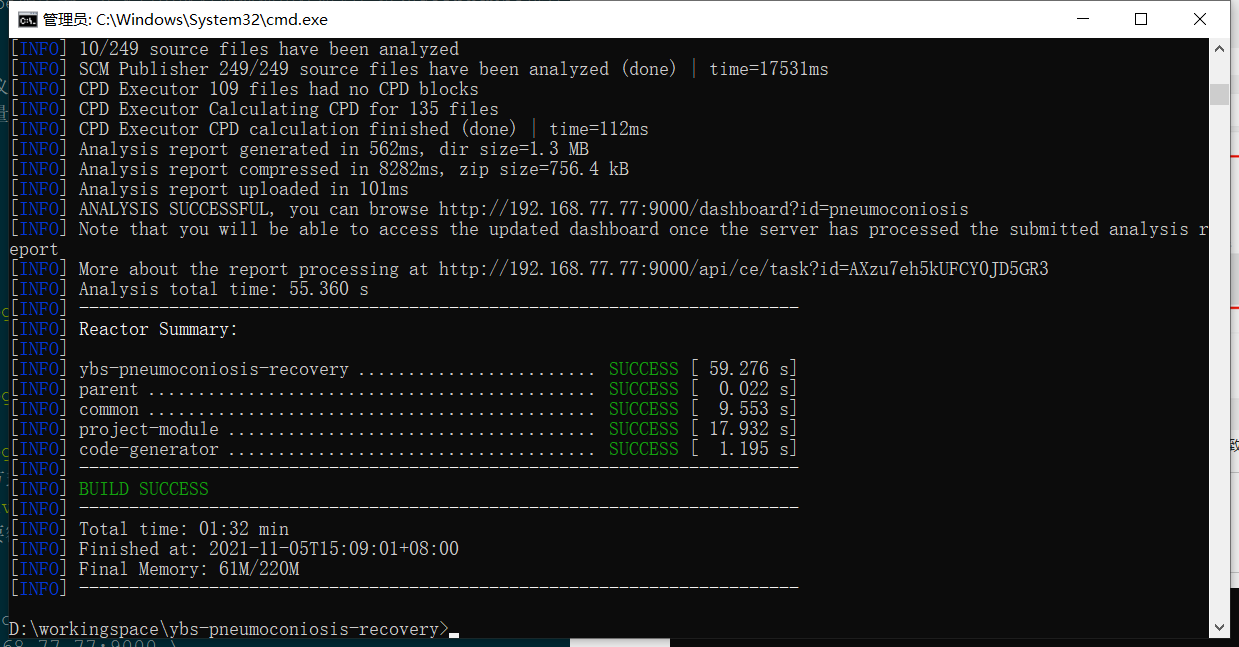 管理员: C:\Windows\System32\cmd.exe
[INFO] 10/249 source files have been analyzed
[INFO] SCM Publisher 249/249 source files have been analyzed (done) | time=17531ms
[INFO] CPD Executor 109 files had no CPD blocks
[INFO] CPD Executor Calculating CPD for 135 files
[INFO] CPD Executor CPD calculation finished (done) | time=112ms
[INFO] Analysis report generated in 562ms, dir size=1.3 MB
[INFO] Analysis report compressed in 8282ms, zip size=756.4 kB
[INFO] Analysis report uploaded in 101ms
[INFO] ANALYSIS SUCCESSFUL, you can browse http://192.168.77.77:9000/dashboard?id=pneumoconiosis
[INFO] Note that you will be able to access the updated dashboard once the server has processed the submitted analysis r
eport
[INFO] More about the report processing at http://192.168.77.77:9000/api/ce/task?id=AXzu7eh5kUFCY0JD5GR3
[INFO] Analysis total time: 55.360 s
[INFO] ------------------------------------------------------------------------
[INFO] Reactor Summary:
[INFO]
[INFO] ybs-pneumoconiosis-recovery ........................ SUCCESS [ 59.276 s]
[INFO] parent ............................................. SUCCESS [  0.022 s]
[INFO] common ............................................. SUCCESS [  9.553 s]
[INFO] project-module ..................................... SUCCESS [ 17.932 s]
[INFO] code-generator ..................................... SUCCESS [  1.195 s]
[INFO] ------------------------------------------------------------------------
[INFO] BUILD SUCCESS
[INFO] ------------------------------------------------------------------------
[INFO] Total time: 01:32 min
[INFO] Finished at: 2021-11-05T15:09:01+08:00
[INFO] Final Memory: 61M/220M
[INFO] ------------------------------------------------------------------------
D:\workingspace\ybs-pneumoconiosis-recovery>